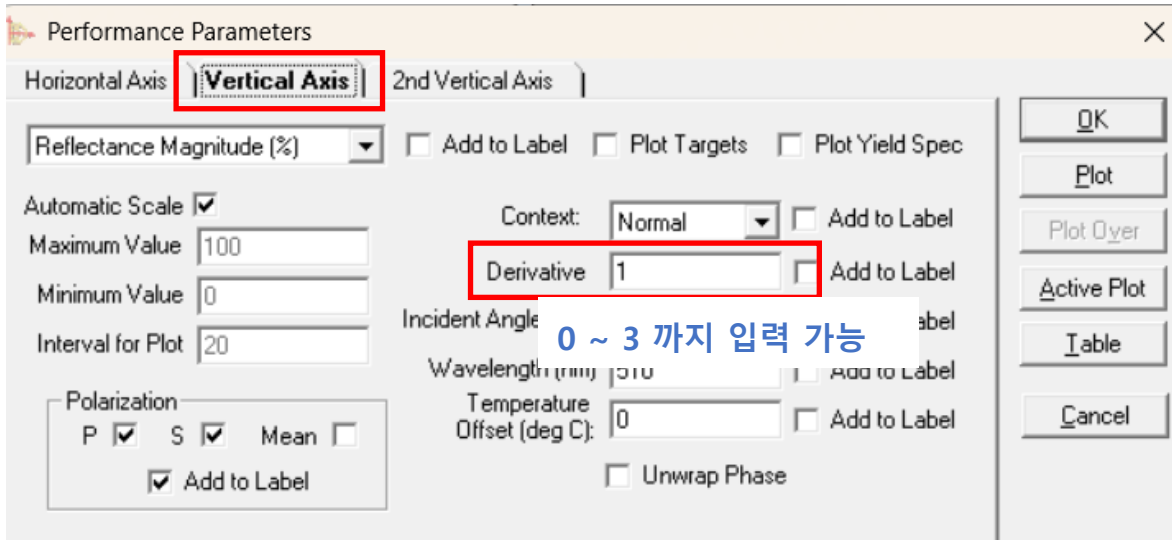 Performance Parameters
Horizontal Axis Vertical Axis 2nd Vertical Axis
Reflectance Magnitude (%) Add to Label Plot Targets Plot Yield Spec
Automatic Scale
Maximum Value 100
Minimum Value 0
Interval for Plot 20
Polarization
P S Mean
Add to Label
Context: Normal Add to Label
Derivative 1 Add to Label
Incident Angle
0 ~ 3 까지 입력 가능
Wavelength (nm) 510 Add to Label
Temperature
Offset (deg C): 0 Add to Label
Unwrap Phase
OK
Plot
Plot Over
Active Plot
Table
Cancel